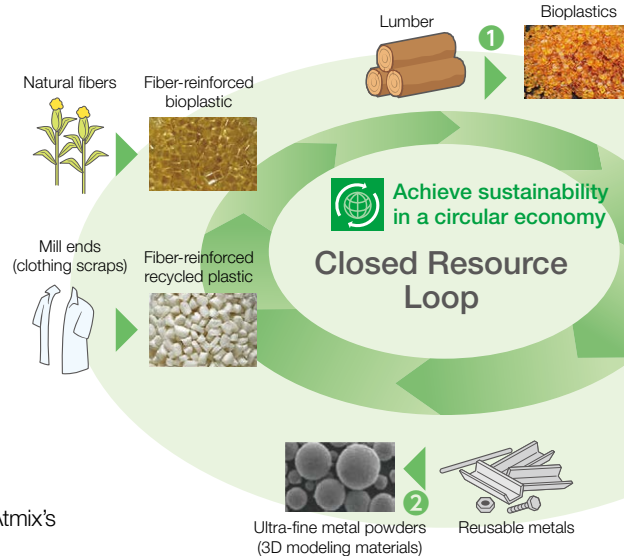 Lumber
1
Bioplastics
Natural fibers
Fiber-reinforced
bioplastic
Achieve sustainability
in a circular economy
Closed Resource
Loop
Mill ends
(clothing scraps)
Fiber-reinforced
recycled plastic
2
Ultra-fine metal powders
(3D modeling materials)
Reusable metals
Atmix’s